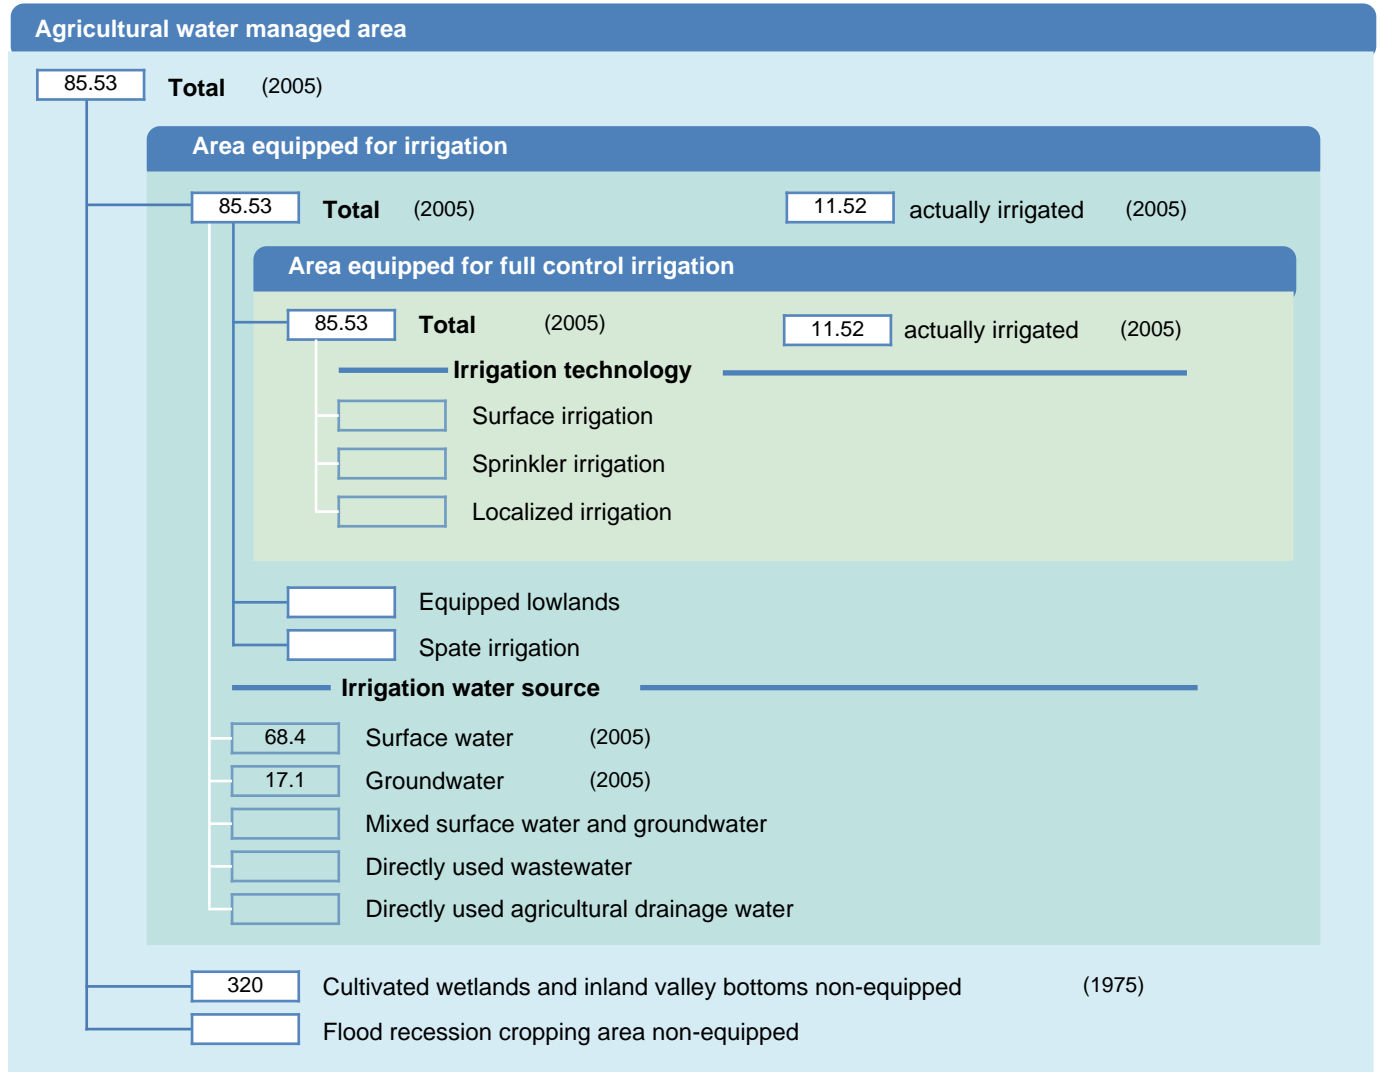 Agricultural water managed area
85.53 Total (2005)
Area equipped for irrigation
85.53 Total (2005) 11.52 actually irrigated (2005)
Area equipped for full control irrigation
85.53 Total (2005) 11.52 actually irrigated (2005)
Irrigation technology
Surface irrigation
Sprinkler irrigation
Localized irrigation
Equipped lowlands
Spate irrigation
Irrigation water source
68.4 Surface water (2005)
17.1 Groundwater (2005)
Mixed surface water and groundwater
Directly used wastewater
Directly used agricultural drainage water
320 Cultivated wetlands and inland valley bottoms non-equipped (1975)
Flood recession cropping area non-equipped